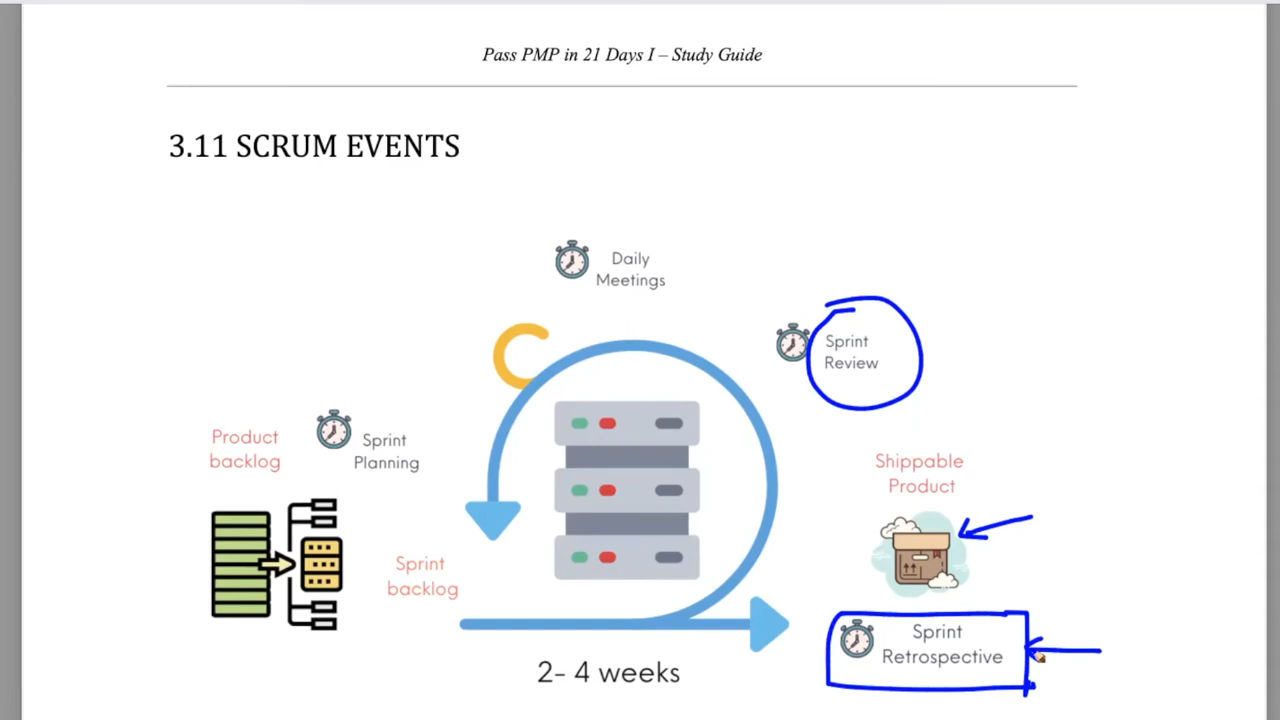 Pass PMP in 21 Days I – Study Guide
3.11 SCRUM EVENTS
Daily
Meetings
Sprint
Review
Product
backlog
Sprint
Planning
Shippable
Product
Sprint
backlog
Sprint
Retrospective
2- 4 weeks